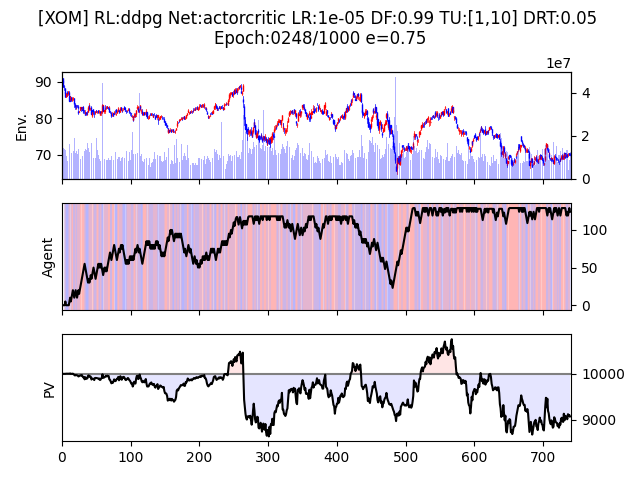 [XOM] RL:ddpg Net:actorcritic LR:1e-05 DF:0.99 TU:[1,10] DRT:0.05
Epoch:0248/1000 e=0.75
1e7
90
80
70
Env.
4
2
0
Agent
100
50
0
PV
10000
9000
0 100 200 300 400 500 600 700